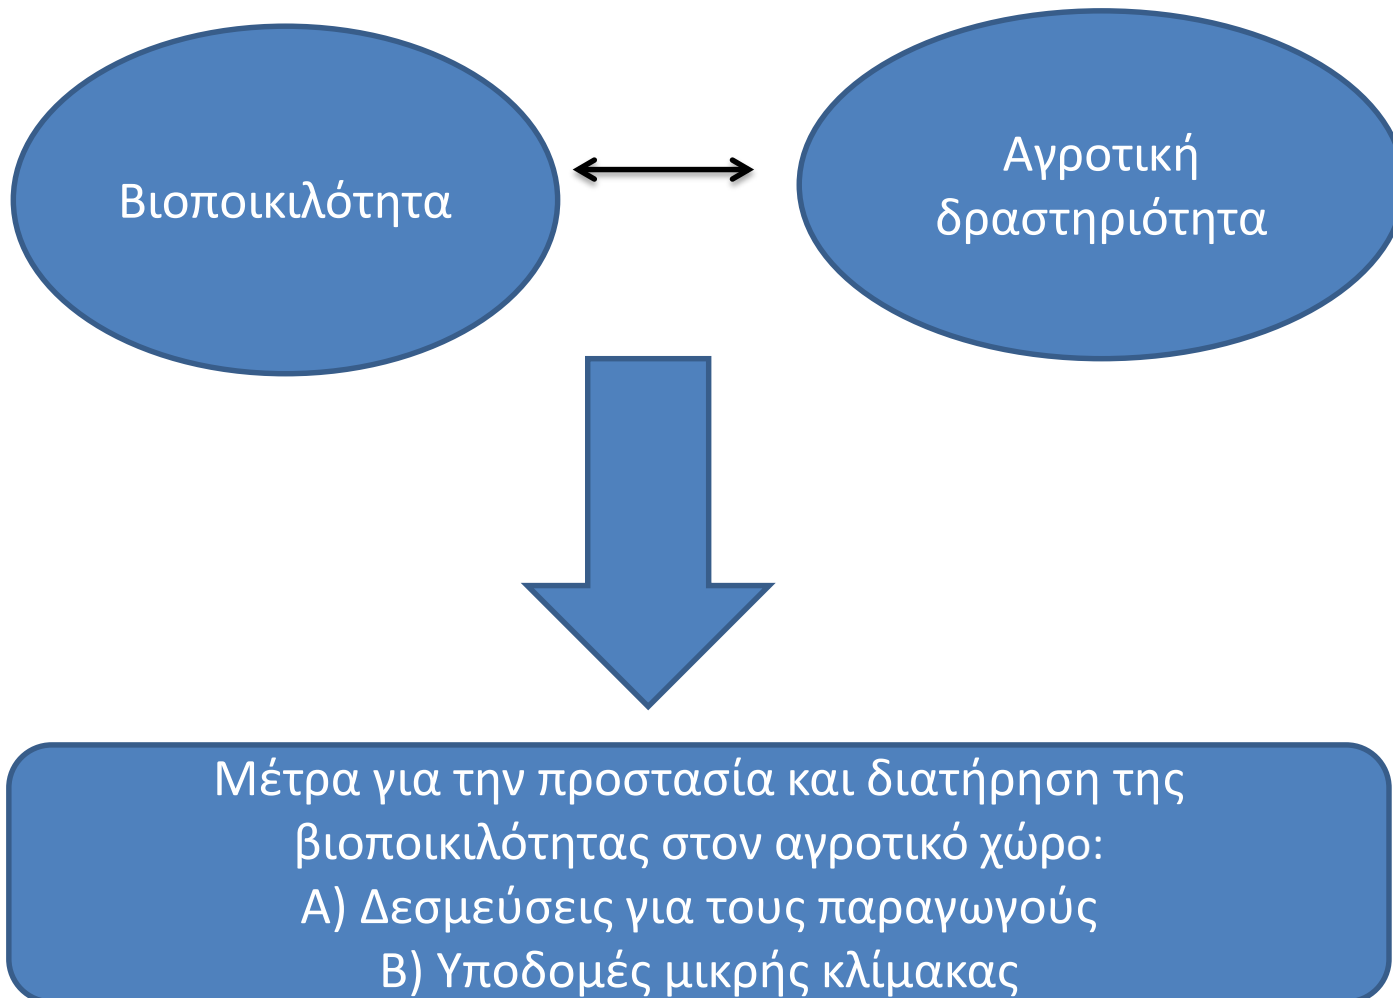 Βιοποικιλότητα
Αγροτική
δραστηριότητα
Μέτρα για την προστασία και διατήρηση της
βιοποικιλότητας στον αγροτικό χώρο:
Α) Δεσμεύσεις για τους παραγωγούς
Β) Υποδομές μικρής κλίμακας